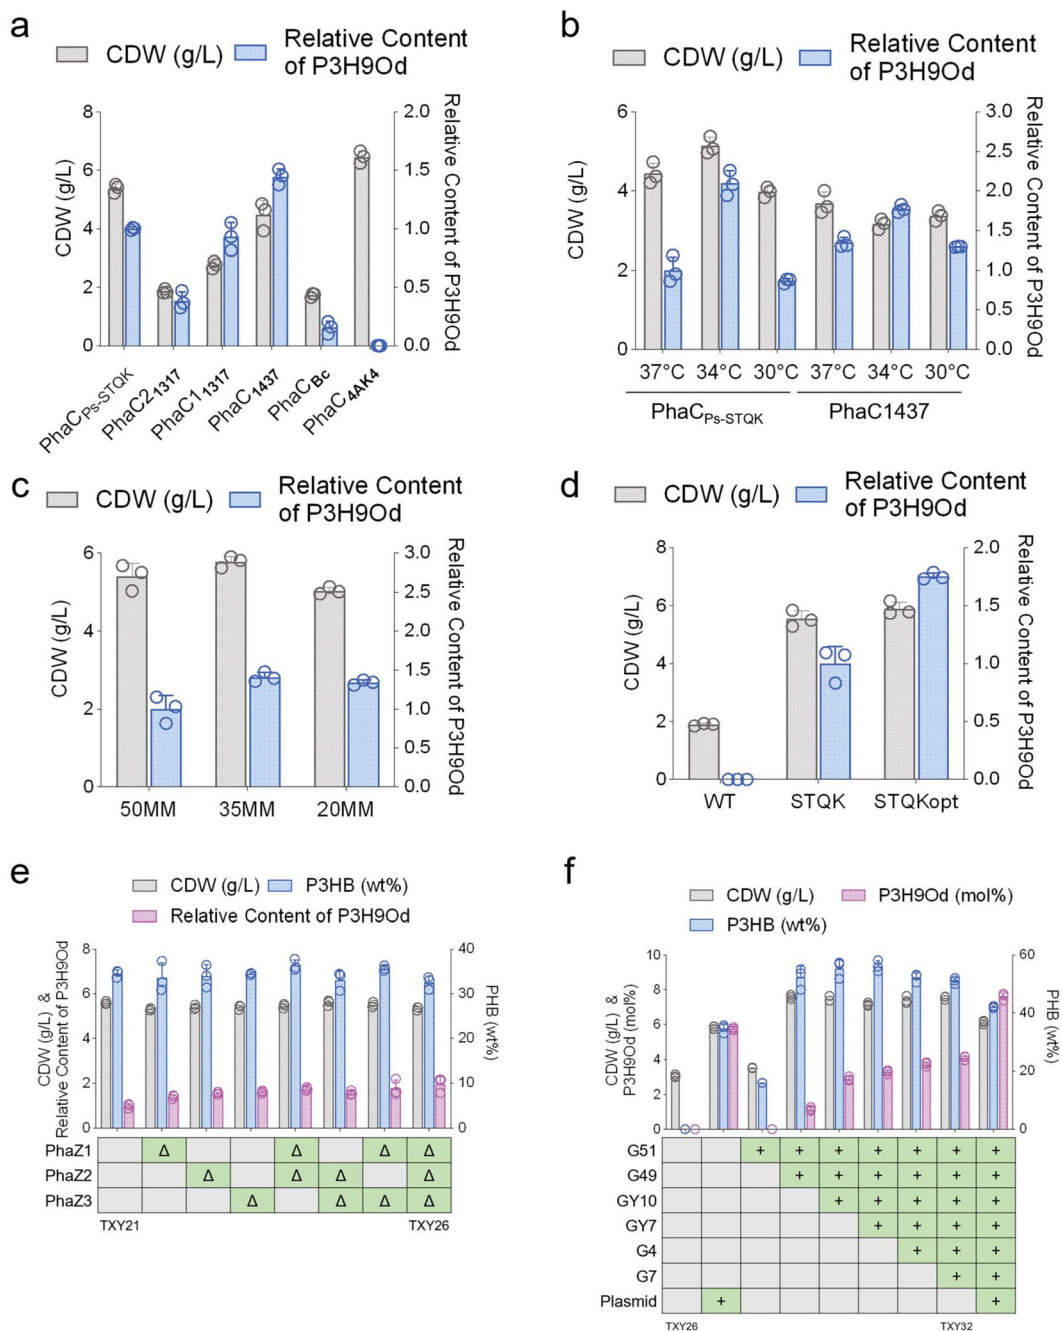 a
CDW (g/L)
Relative Content
of P3H9Od
CDW (g/L)
8
6
4
2
0
2.0
1.5
1.0
0.5
0.0
Relative Content of P3H9Od
PhaCPs-STQK
PhaC21317
PhaC11317
PhaC1437
PhaCBc
PhaC4AK4
b
CDW (g/L)
Relative Content
of P3H9Od
CDW (g/L)
6
4
2
0
3.0
2.5
2.0
1.5
1.0
0.5
0.0
Relative Content of P3H9Od
37°C 34°C 30°C 37°C 34°C 30°C
PhaCPs-STQK PhaC1437
c
CDW (g/L)
Relative Content
of P3H9Od
CDW (g/L)
6
4
2
0
3.0
2.5
2.0
1.5
1.0
0.5
0.0
Relative Content of P3H9Od
50MM 35MM 20MM
d
CDW (g/L)
Relative Content
of P3H9Od
CDW (g/L)
8
6
4
2
0
2.0
1.5
1.0
0.5
0.0
Relative Content of P3H9Od
WT STQK STQKopt
e
CDW (g/L) P3HB (wt%)
Relative Content of P3H9Od
CDW (g/L) &
Relative Content of P3H9Od
8
6
4
2
0
40
30
20
10
0
PHB (wt%)
PhaZ1 Δ Δ Δ Δ
PhaZ2 Δ Δ Δ Δ
PhaZ3 Δ Δ Δ Δ
TXY21 TXY26
f
CDW (g/L) P3H9Od (mol%)
P3HB (wt%)
CDW (g/L) &
P3H9Od (mol%)
10
8
6
4
2
0
60
40
20
0
PHB (wt%)
G51 + + + + + + +
G49 + + + + + +
GY10 + + + + +
GY7 + + + +
G4 + + +
G7 + +
Plasmid + +
TXY26 TXY32